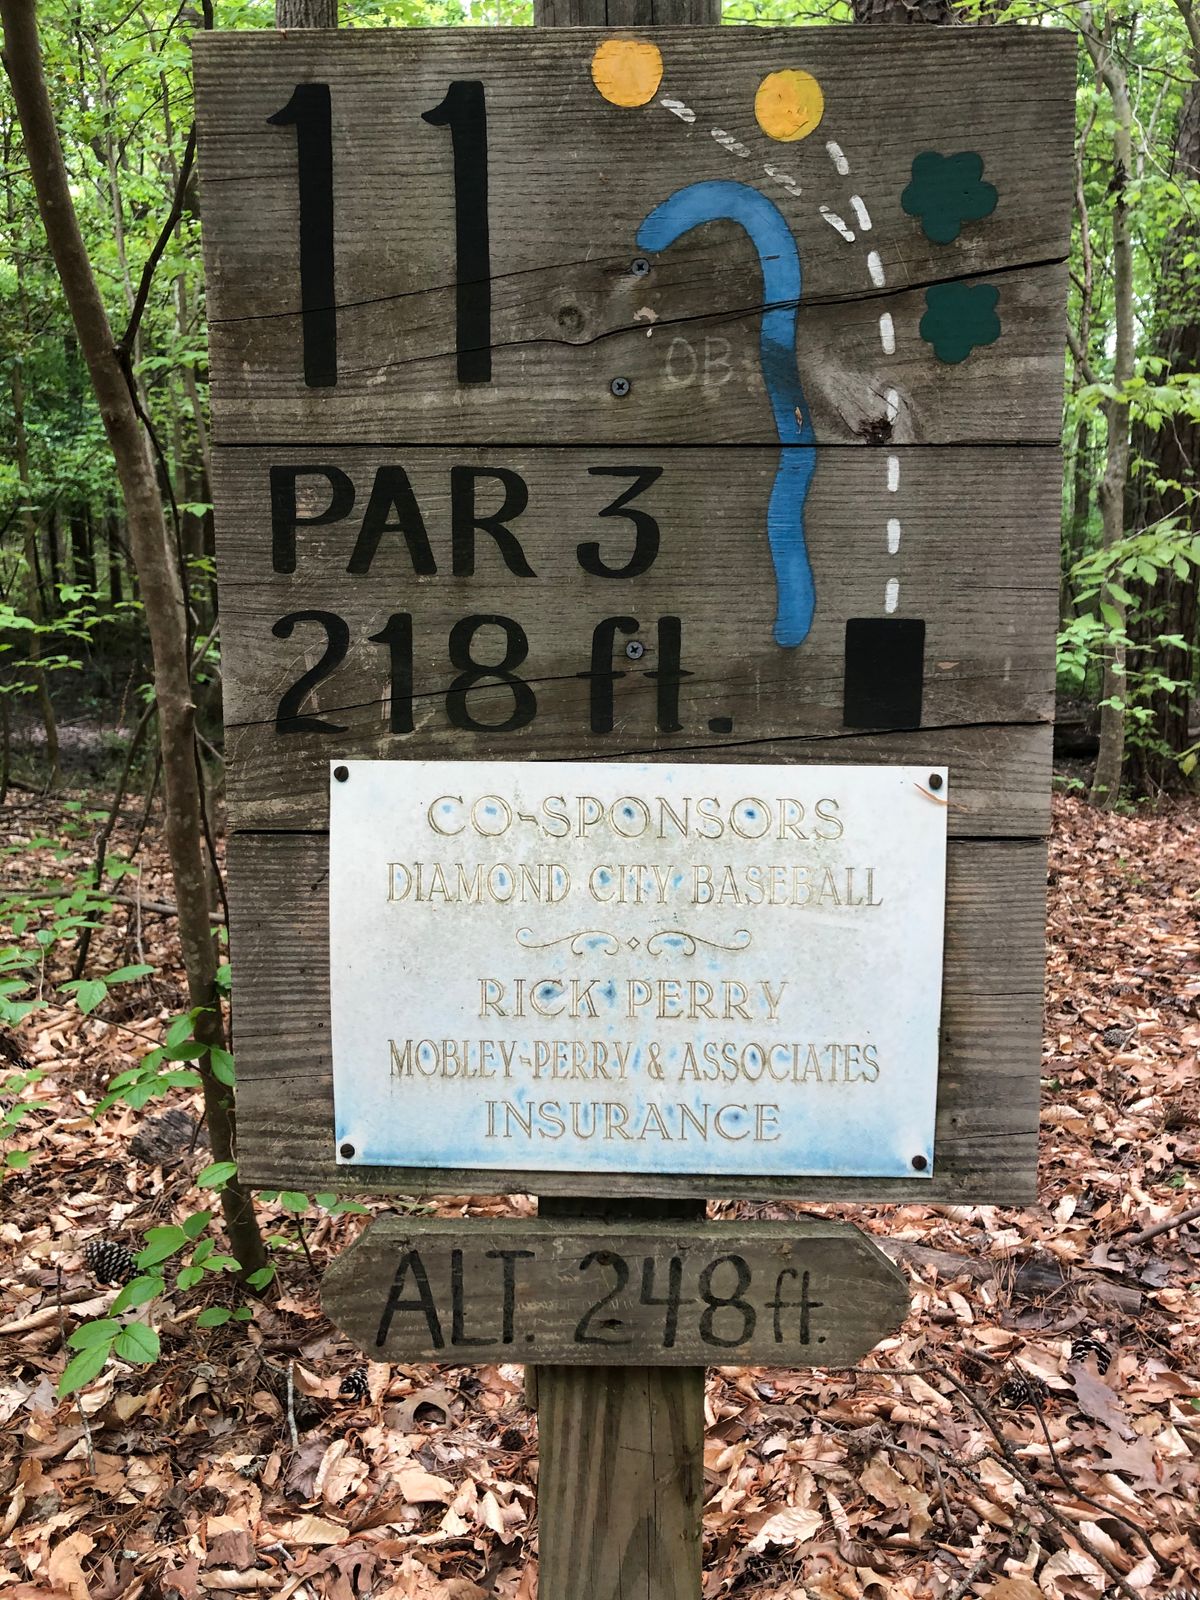 11
OB
PAR 3
218 ft.
CO-SPONSORS
DIAMOND CITY BASEBALL
RICK PERRY
MOBLEY-PERRY & ASSOCIATES
INSURANCE
ALT. 248 ft.